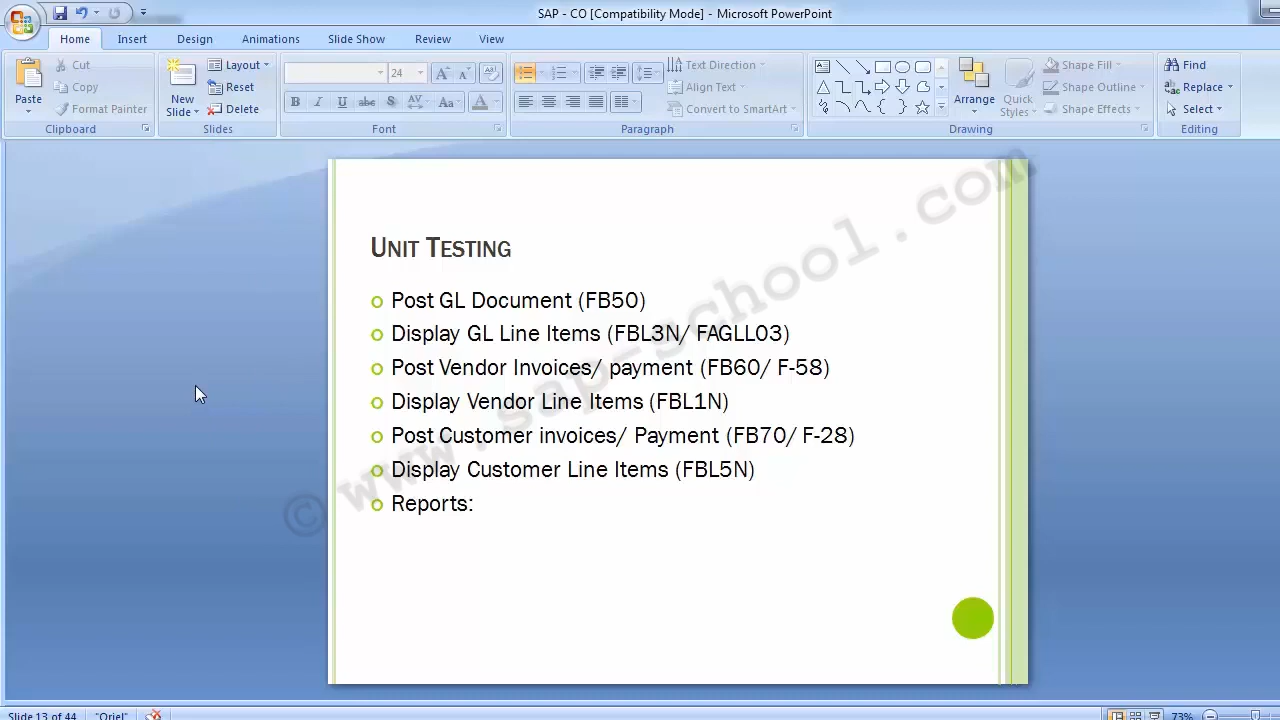 SAP - CO [Compatibility Mode] - Microsoft PowerPoint
Home Insert Design Animations Slide Show Review View
Paste
Cut
Copy
Format Painter
Clipboard
New Slide
Layout
Reset
Delete
Slides
24
Font
Text Direction
Align Text
Convert to SmartArt
Paragraph
Arrange
Quick Styles
Shape Fill
Shape Outline
Shape Effects
Drawing
Find
Replace
Select
Editing
UNIT TESTING
Post GL Document (FB50)
Display GL Line Items (FBL3N/ FAGLL03)
Post Vendor Invoices/ payment (FB60/ F-58)
Display Vendor Line Items (FBL1N)
Post Customer invoices/ Payment (FB70/ F-28)
Display Customer Line Items (FBL5N)
Reports:
© www.sap-school.com
Slide 13 of 44 "Oriel" 73%